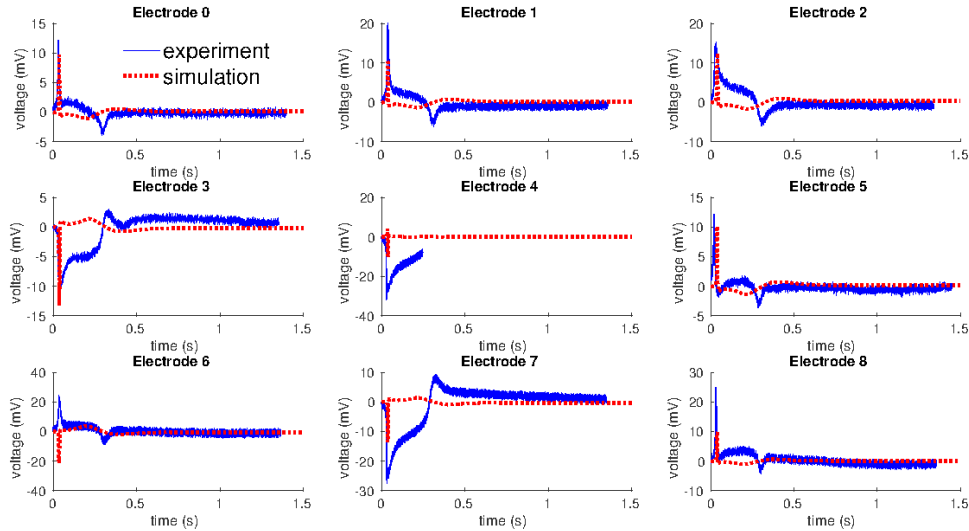 Electrode 0
Electrode 1
Electrode 2
15
10
5
0
-5
voltage (mV)
experiment
simulation
0
0.5
1
1.5
time (s)
20
10
0
-10
voltage (mV)
0
0.5
1
1.5
time (s)
20
10
0
-10
voltage (mV)
0
0.5
1
1.5
time (s)
Electrode 3
Electrode 4
Electrode 5
5
0
-5
-10
-15
voltage (mV)
0
0.5
1
1.5
time (s)
20
0
-20
-40
voltage (mV)
0
0.5
1
1.5
time (s)
15
10
5
0
-5
voltage (mV)
0
0.5
1
1.5
time (s)
Electrode 6
Electrode 7
Electrode 8
40
20
0
-20
-40
voltage (mV)
0
0.5
1
1.5
time (s)
10
0
-10
-20
-30
voltage (mV)
0
0.5
1
1.5
time (s)
30
20
10
0
-10
voltage (mV)
0
0.5
1
1.5
time (s)